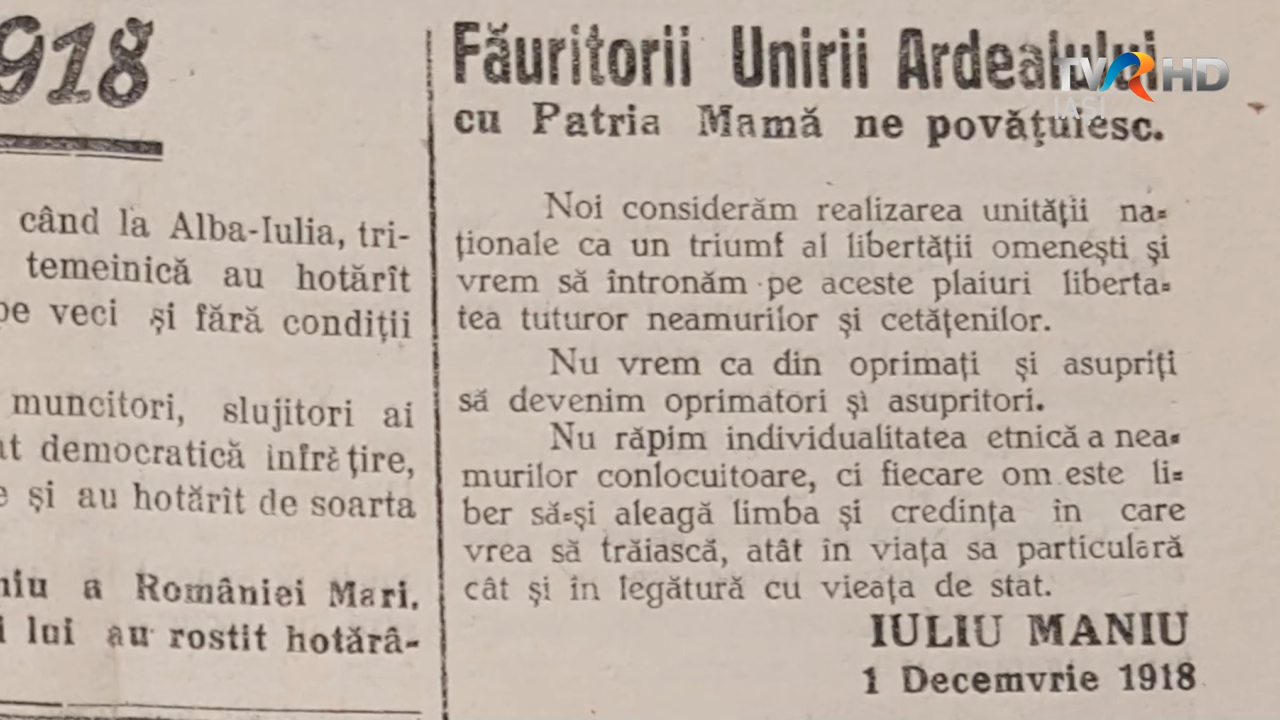 918
când la Alba-Iulia, tri-
temeinică au hotărît
pe veci și fără condiții
muncitori, slujitori ai
democratică înfrățire,
și au hotărît de soarta
a României Mari.
lui au rostit hotărâ-
Făuritorii Unirii Ardealului
cu Patria Mamă ne povățuiesc.
Noi considerăm realizarea unității na=
ționale ca un triumf al libertății omenești și
vrem să întronăm pe aceste plaiuri liberta=
tea tuturor neamurilor și cetățenilor.
Nu vrem ca din oprimați și asupriți
să devenim oprimatori și asupritori.
Nu răpim individualitatea etnică a nea=
murilor conlocuitoare, ci fiecare om este li=
ber să=și aleagă limba și credința în care
vrea să trăiască, atât în viața sa particulară
cât și în legătură cu vieața de stat.
IULIU MANIU
1 Decemvrie 1918
TVR HD
IAȘI